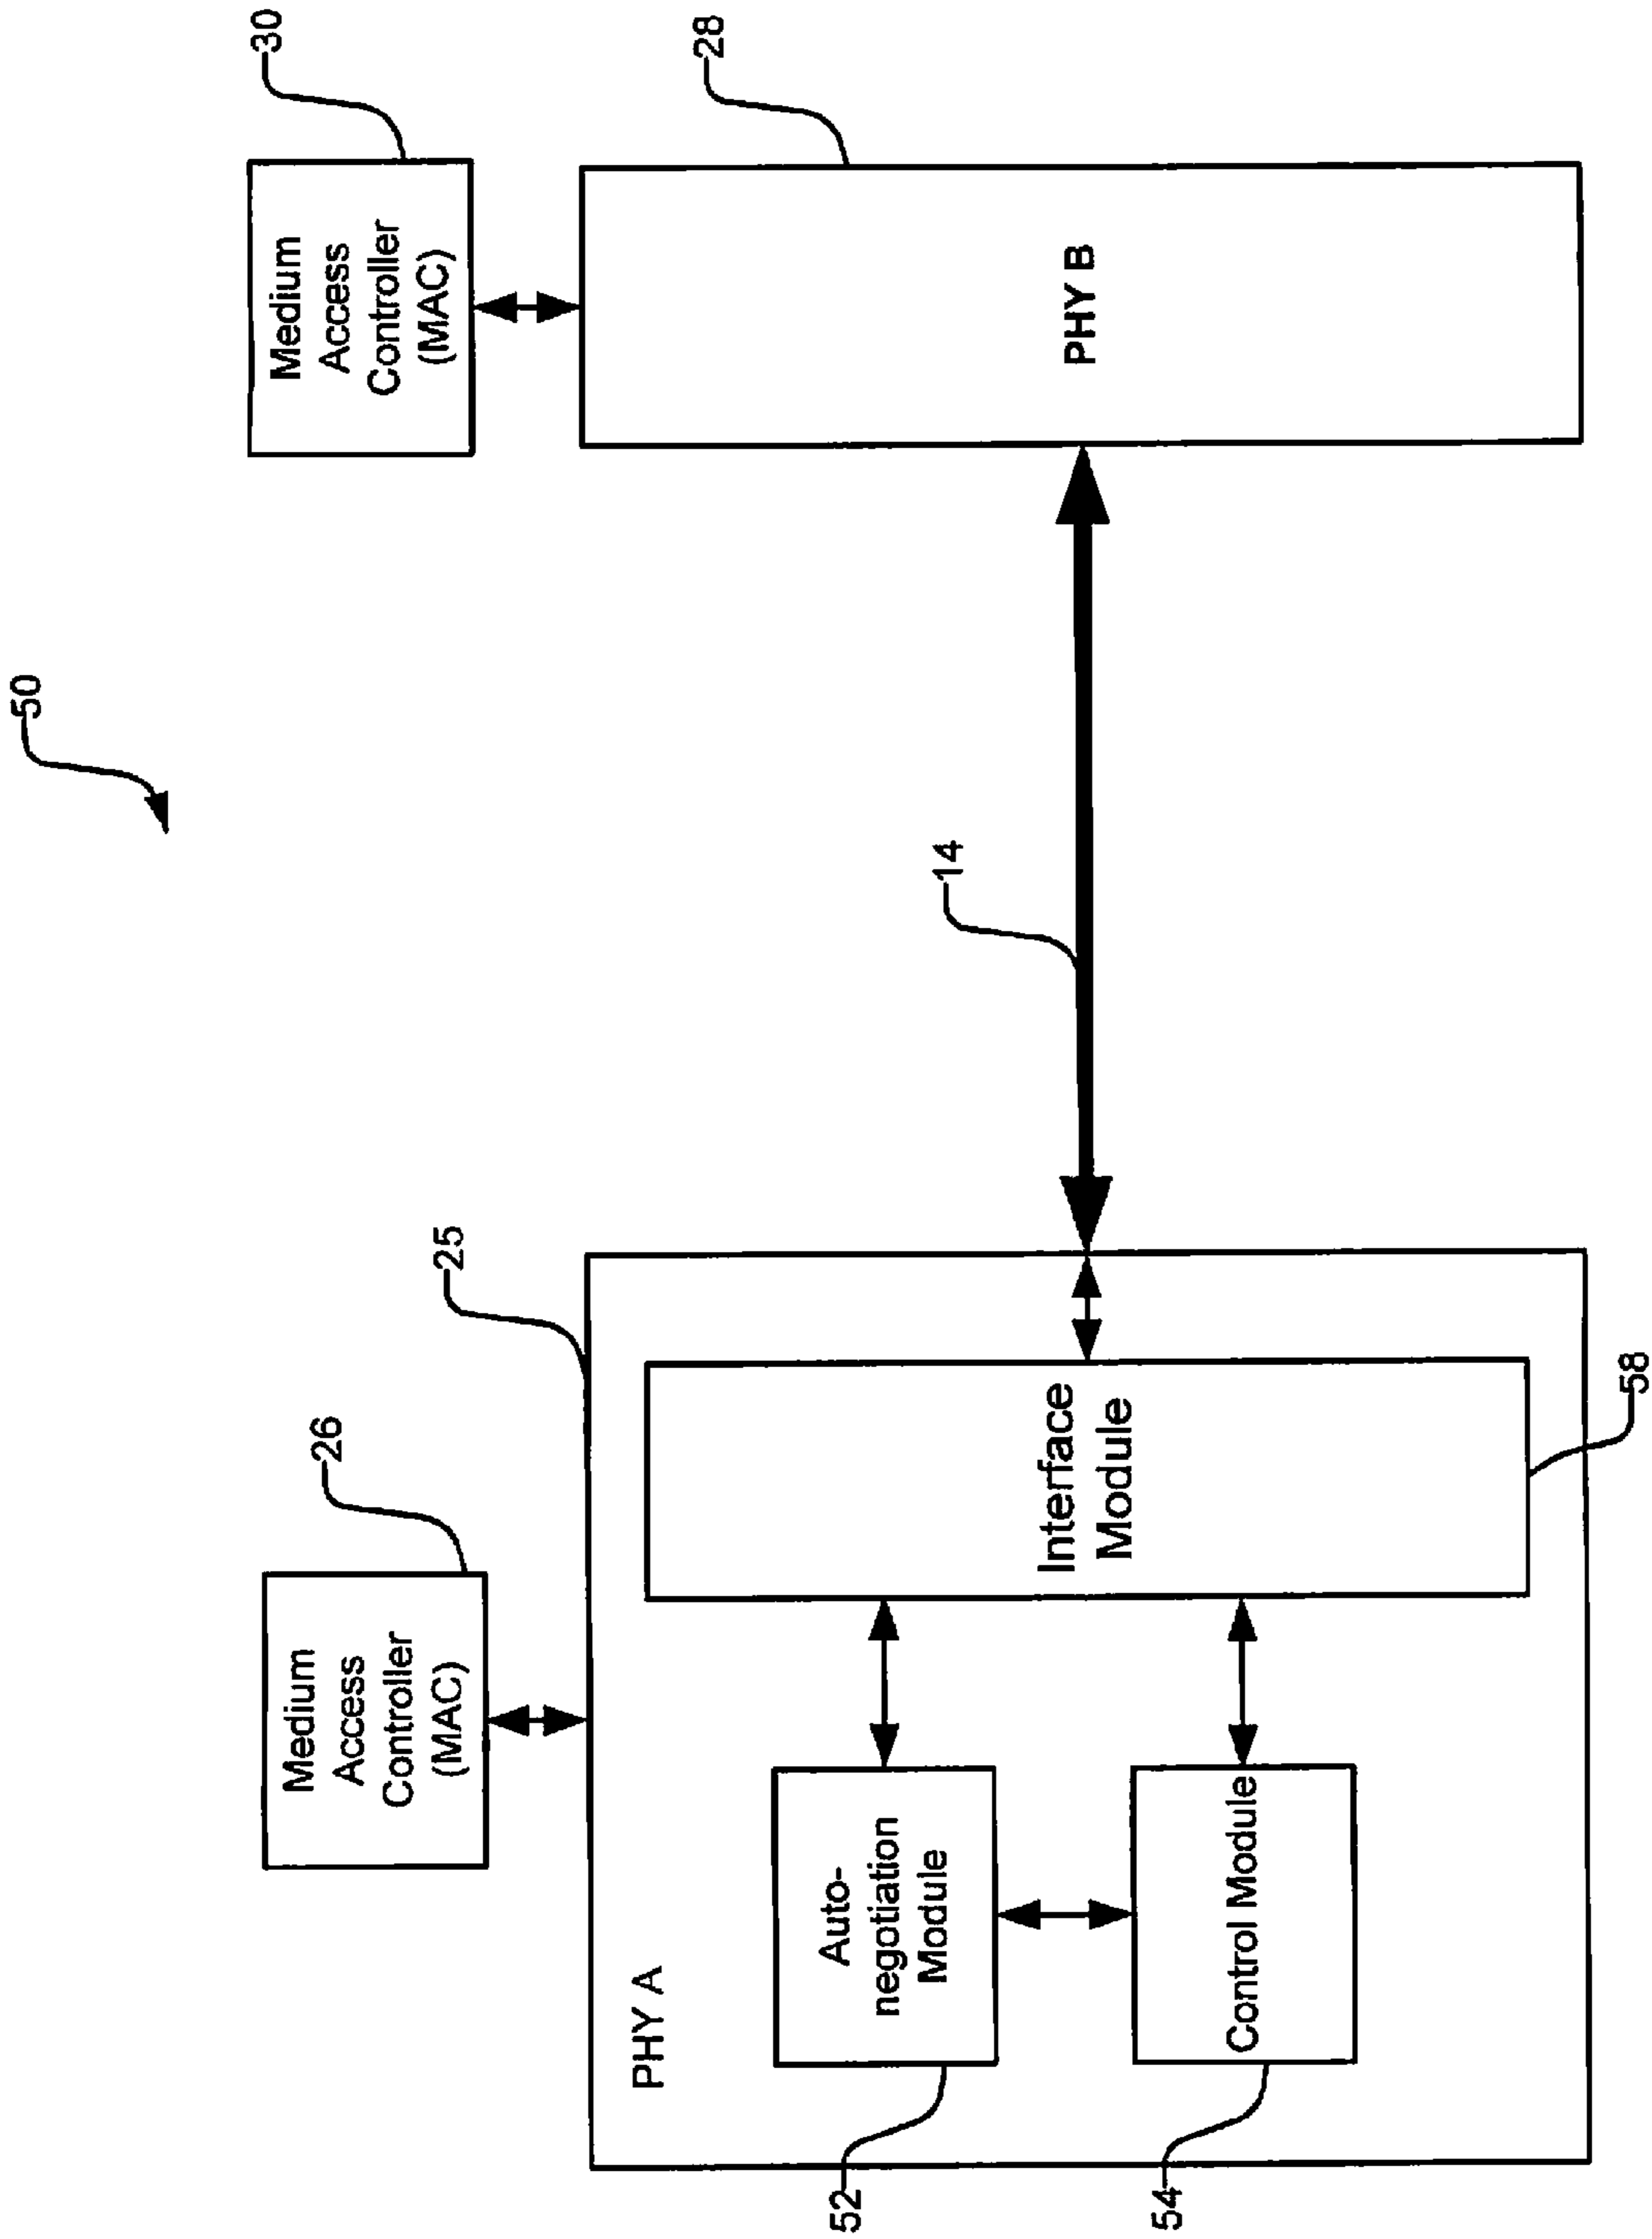 50
30
Medium
Access
Controller
(MAC)
26
Medium
Access
Controller
(MAC)
28
PHY B
25
14
PHY A
Auto-
negotiation
Module
52
Interface
Module
Control Module
54
58